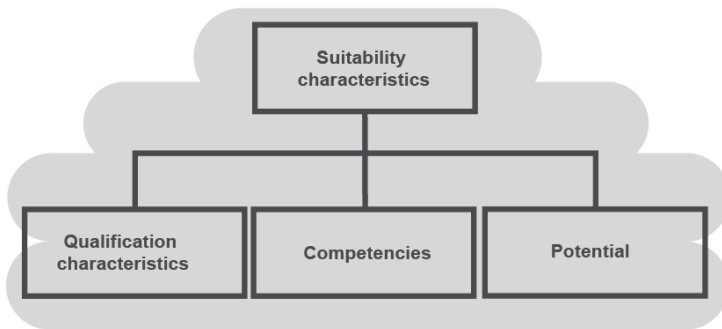 Suitability
characteristics
Qualification
characteristics
Competencies
Potential